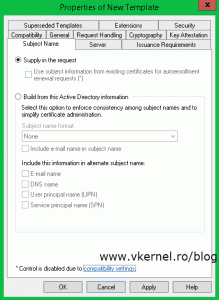 Properties of New Template
Superseded Templates
Extensions
Security
Compatibility
General
Request Handling
Cryptography
Key Attestation
Subject Name
Server
Issuance Requirements
Supply in the request
Use subject information from existing certificates for autoenrollment
renewal requests (*)
Build from this Active Directory information
Select this option to enforce consistency among subject names and to
simplify certificate administration.
Subject name format:
None
Include e-mail name in subject name
Include this information in alternate subject name:
E-mail name
DNS name
User principal name (UPN)
Service principal name (SPN)
www.vkernel.ro/blog
* Control is disabled due to compatibility settings.
OK
Cancel
Apply
Help